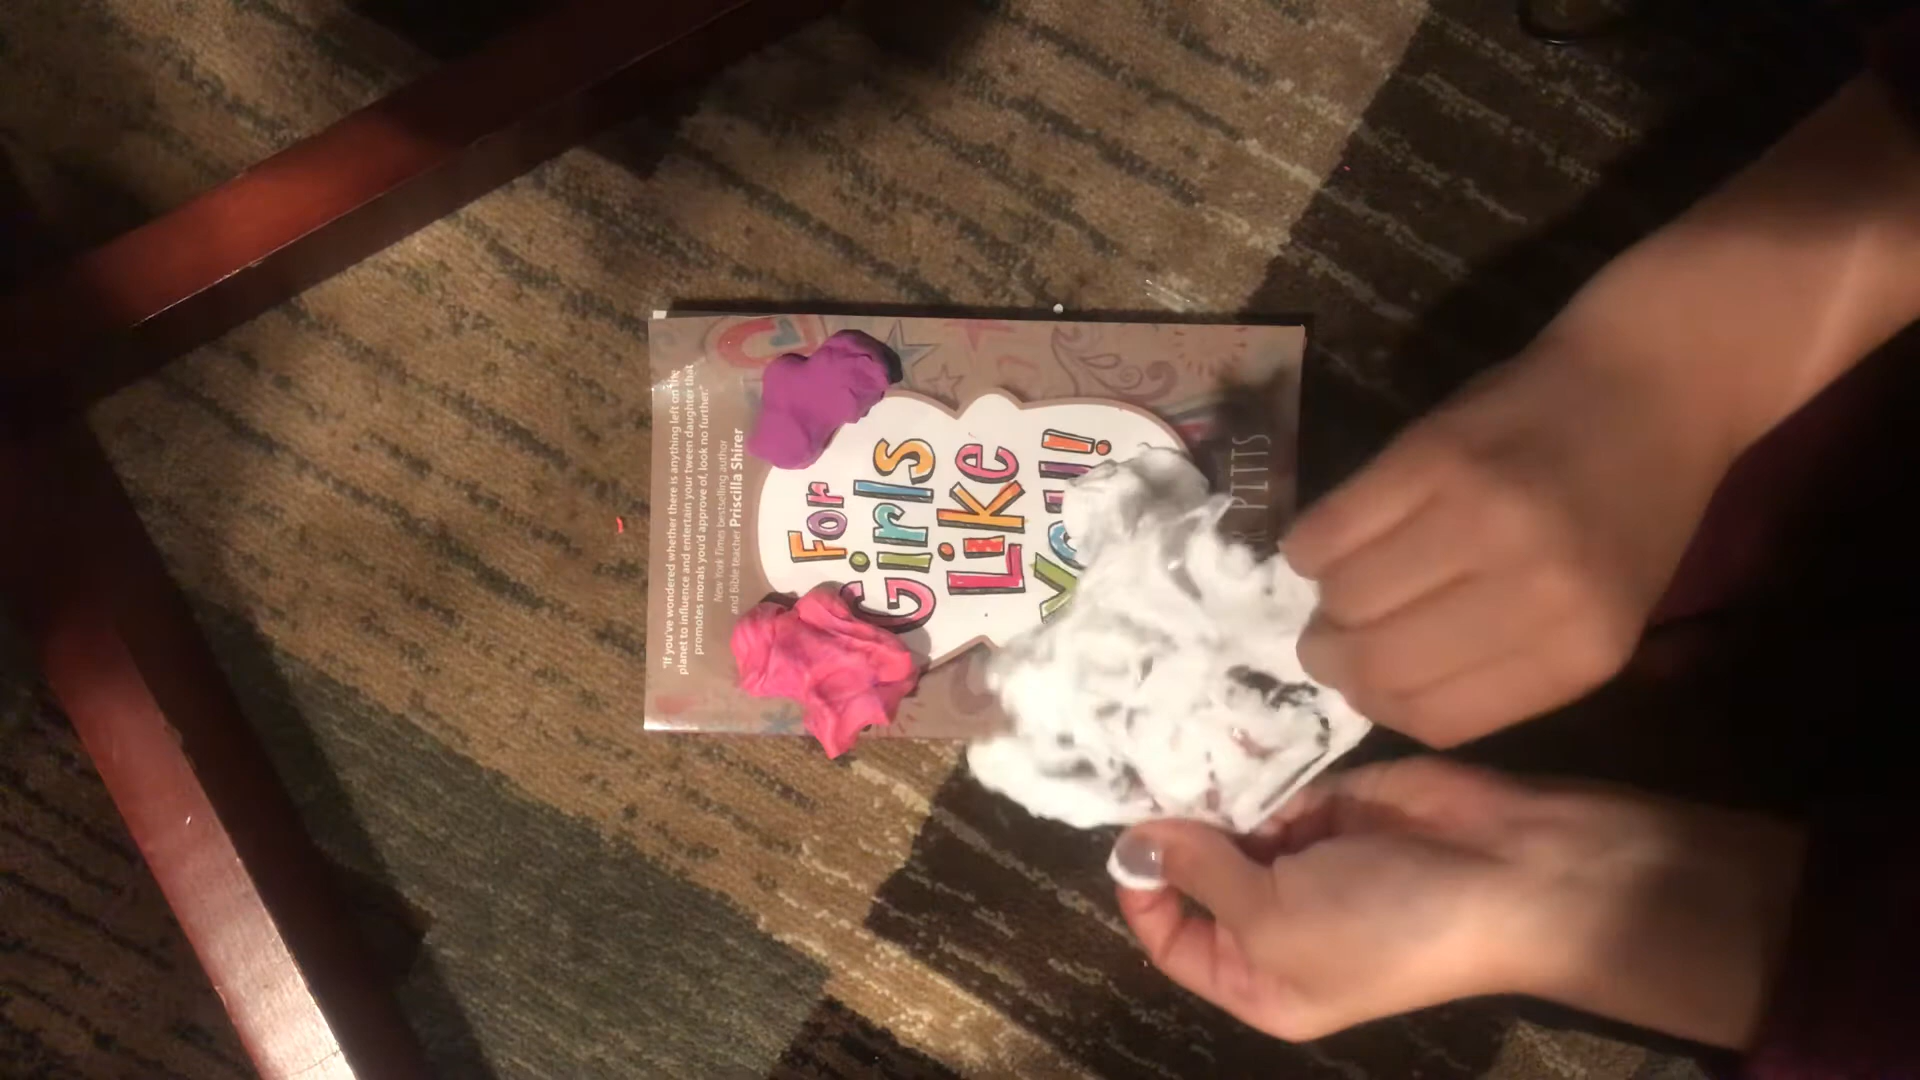 "If you've wondered whether there is anything left on the
planet to influence and entertain your tween daughter that
promotes morals you'd approve of, look no further."
New York Times bestselling author
and Bible teacher Priscilla Shirer
For
Girls
Like
You!
PITTS